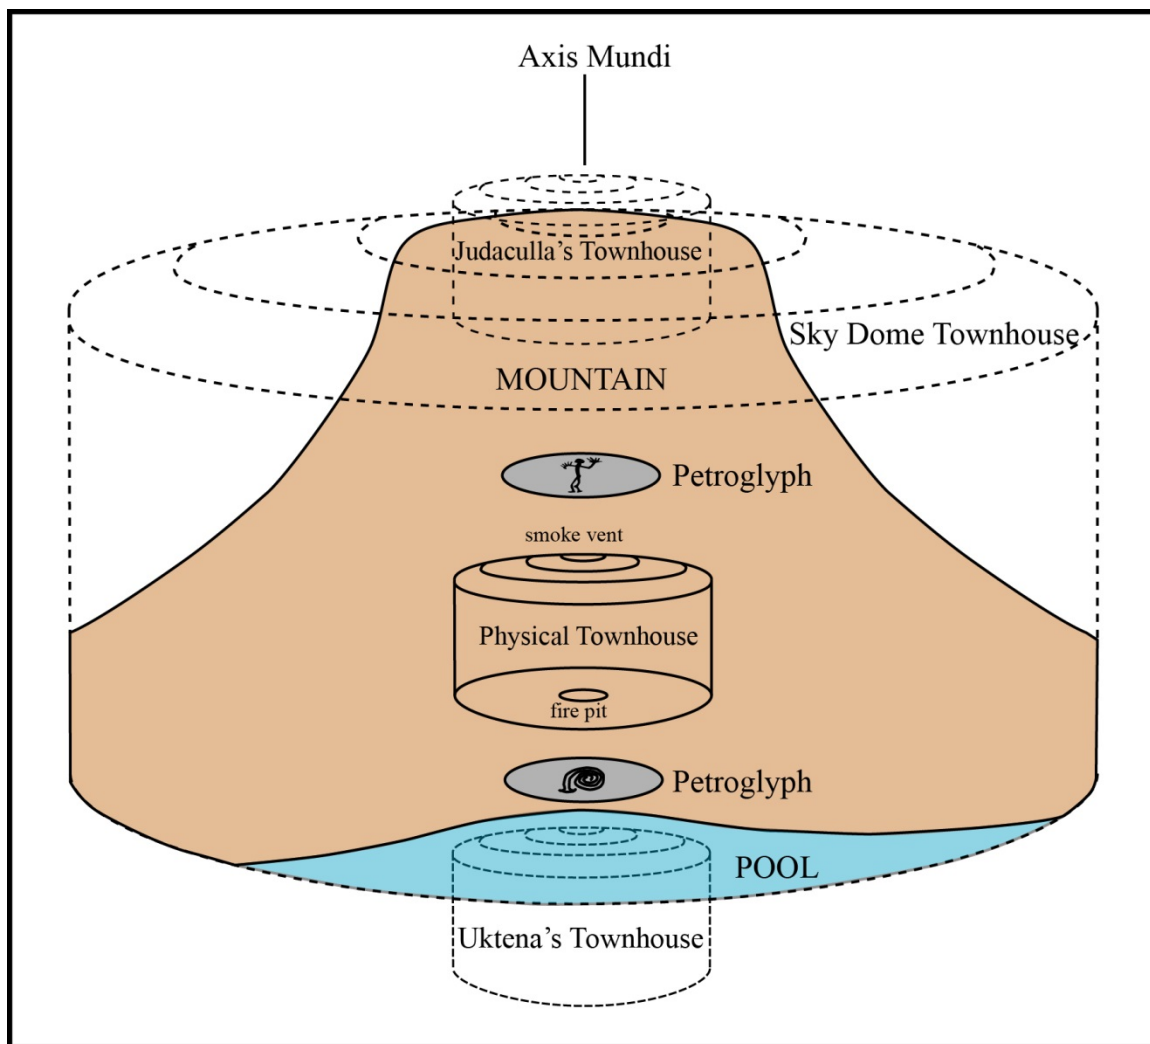 Axis Mundi
Judaculla’s Townhouse
Sky Dome Townhouse
MOUNTAIN
Petroglyph
smoke vent
Physical Townhouse
fire pit
Petroglyph
POOL
Uktena’s Townhouse